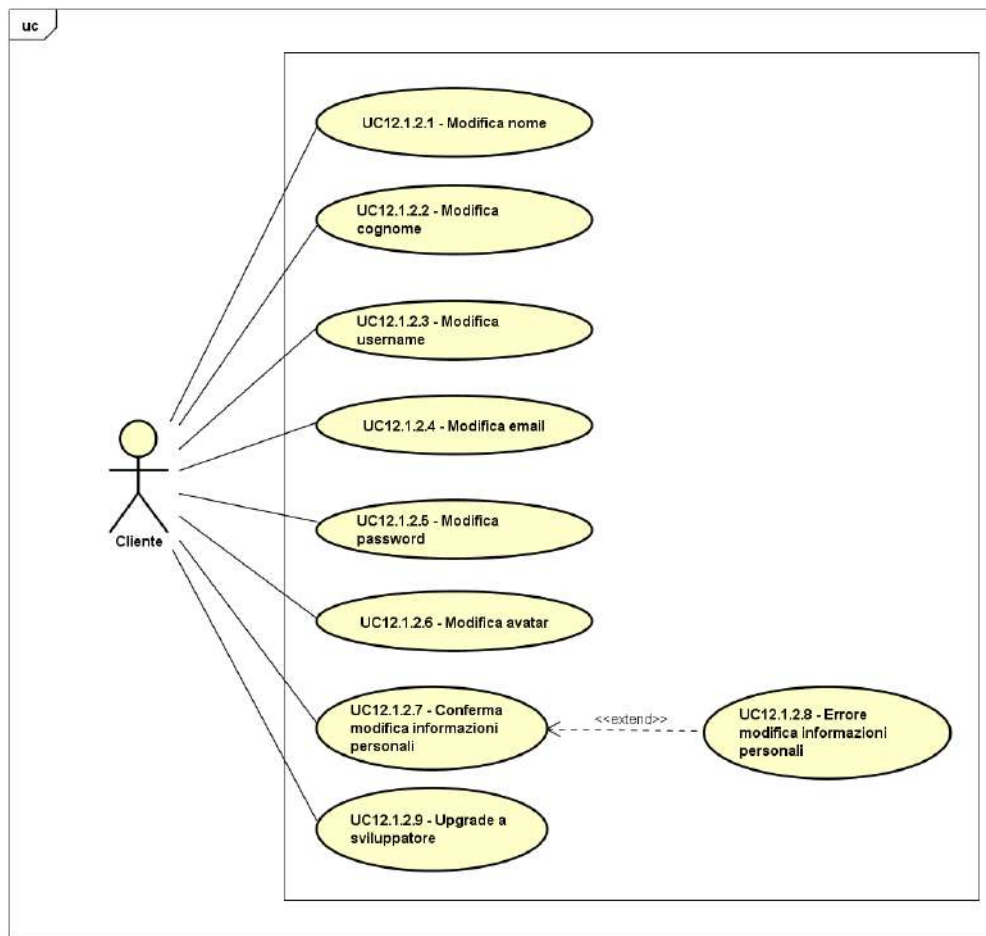 uc
UC12.1.2.1 - Modifica nome
UC12.1.2.2 - Modifica
cognome
UC12.1.2.3 - Modifica
username
UC12.1.2.4 - Modifica email
UC12.1.2.5 - Modifica
password
Cliente
UC12.1.2.6 - Modifica avatar
UC12.1.2.7 - Conferma
modifica informazioni
personali
<<extend>>
UC12.1.2.8 - Errore
modifica informazioni
personali
UC12.1.2.9 - Upgrade a
sviluppatore